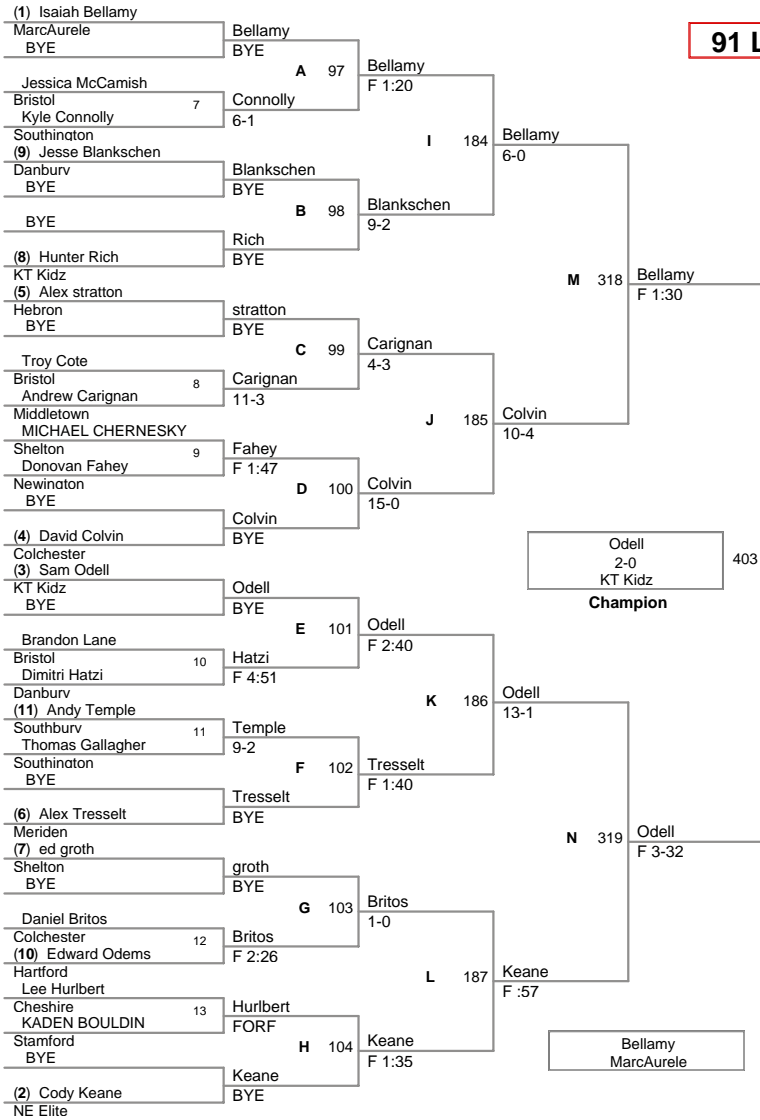 (1) Isaiah Bellamy
MarcAurele
BYE
Jessica McCamish
Bristol 7
Kyle Connolly
Southington
(9) Jesse Blankschen
Danbury
BYE
BYE
(8) Hunter Rich
KT Kidz
(5) Alex stratton
Hebron
BYE
Troy Cote
Bristol 8
Andrew Carignan
Middletown
MICHAEL CHERNESKY
Shelton 9
Donovan Fahey
Newington
BYE
(4) David Colvin
Colchester
(3) Sam Odell
KT Kidz
BYE
Brandon Lane
Bristol 10
Dimitri Hatzi
Danbury
(11) Andy Temple
Southbury 11
Thomas Gallagher
Southington
BYE
(6) Alex Tresselt
Meriden
(7) ed groth
Shelton
BYE
Daniel Britos
Colchester 12
(10) Edward Odems
Hartford
Lee Hurlbert
Cheshire 13
KADEN BOULDIN
Stamford
BYE
(2) Cody Keane
NE Elite
Bellamy
BYE
A 97
Connolly
6-1
Blankschen
BYE
B 98
Rich
BYE
stratton
BYE
C 99
Carignan
11-3
Fahey
F 1:47
D 100
Colvin
BYE
Odell
BYE
E 101
Hatzi
F 4:51
Temple
9-2
F 102
Tresselt
BYE
groth
BYE
G 103
Britos
F 2:26
Hurlbert
FORF
H 104
Keane
BYE
Bellamy
F 1:20
I 184
Blankschen
9-2
Carignan
4-3
J 185
Colvin
15-0
Odell
F 2:40
K 186
Tresselt
F 1:40
Britos
1-0
L 187
Keane
F 1:35
Bellamy
6-0
M 318
Colvin
10-4
Odell
13-1
N 319
Keane
F :57
Bellamy
F 1:30
Odell
F 3-32
91 L
Odell
2-0
KT Kidz
403
Champion
Bellamy
MarcAurele